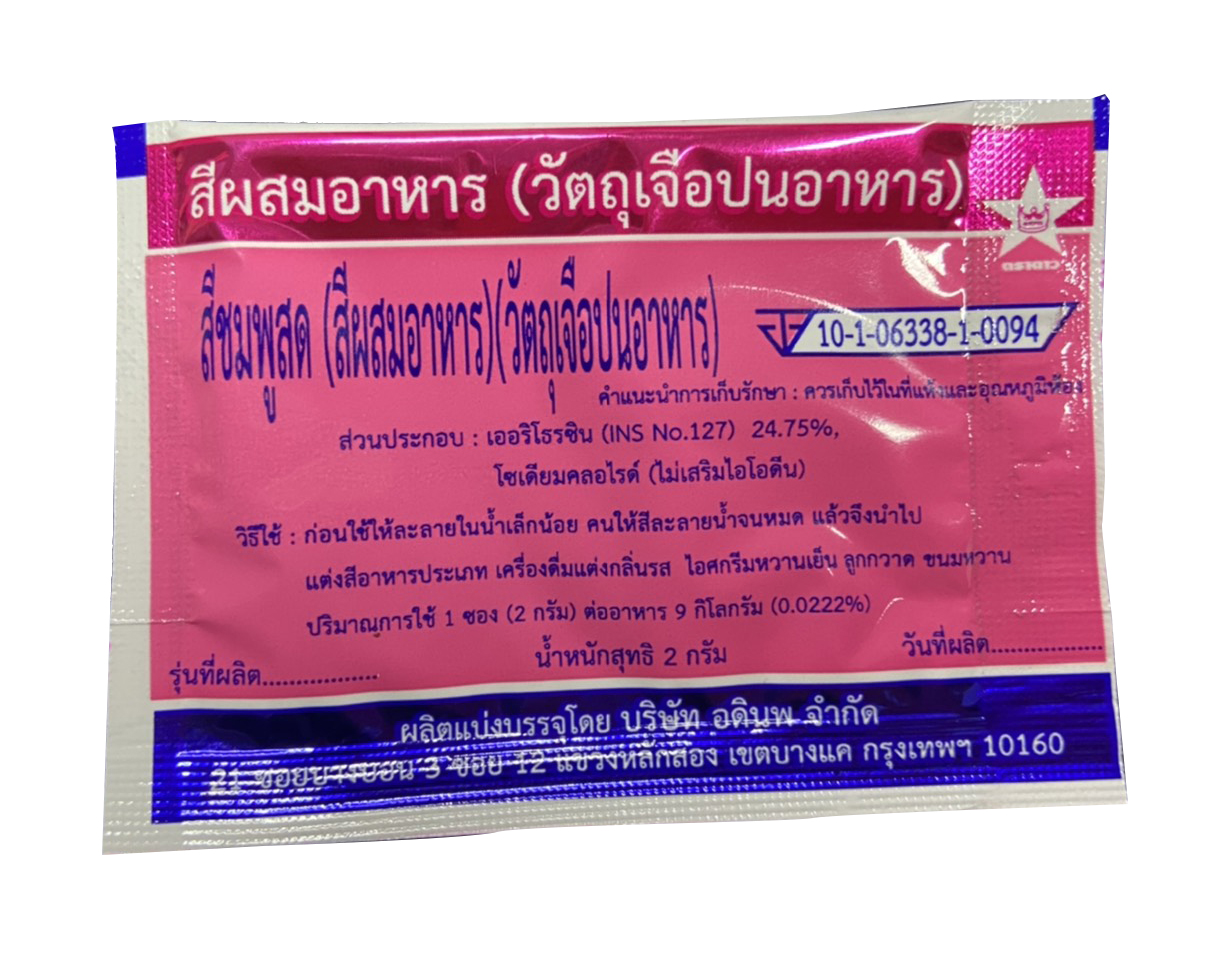 สีผสมอาหาร (วัตถุเจือปนอาหาร)
สีชมพูสด (สีผสมอาหาร)(วัตถุเจือปนอาหาร)
10-1-06338-1-0094
คำแนะนำการเก็บรักษา : ควรเก็บไว้ในที่แห้งและอุณหภูมิห้อง
ส่วนประกอบ : เออริโธรซิน (INS No.127) 24.75%,
โซเดียมคลอไรด์ (ไม่เสริมไอโอดีน)
วิธีใช้ : ก่อนใช้ให้ละลายในน้ำเล็กน้อย คนให้สีละลายน้ำจนหมด แล้วจึงนำไป
แต่งสีอาหารประเภท เครื่องดื่มแต่งกลิ่นรส ไอศกรีมหวานเย็น ลูกกวาด ขนมหวาน
ปริมาณการใช้ 1 ซอง (2 กรัม) ต่ออาหาร 9 กิโลกรัม (0.0222%)
น้ำหนักสุทธิ 2 กรัม
รุ่นที่ผลิต.................. วันที่ผลิต..................
ผลิตแบ่งบรรจุโดย บริษัท อดินพ จำกัด
21 ซอยบางบอน 3 ซอย 12 แขวงหลักสอง เขตบางแค กรุงเทพฯ 10160